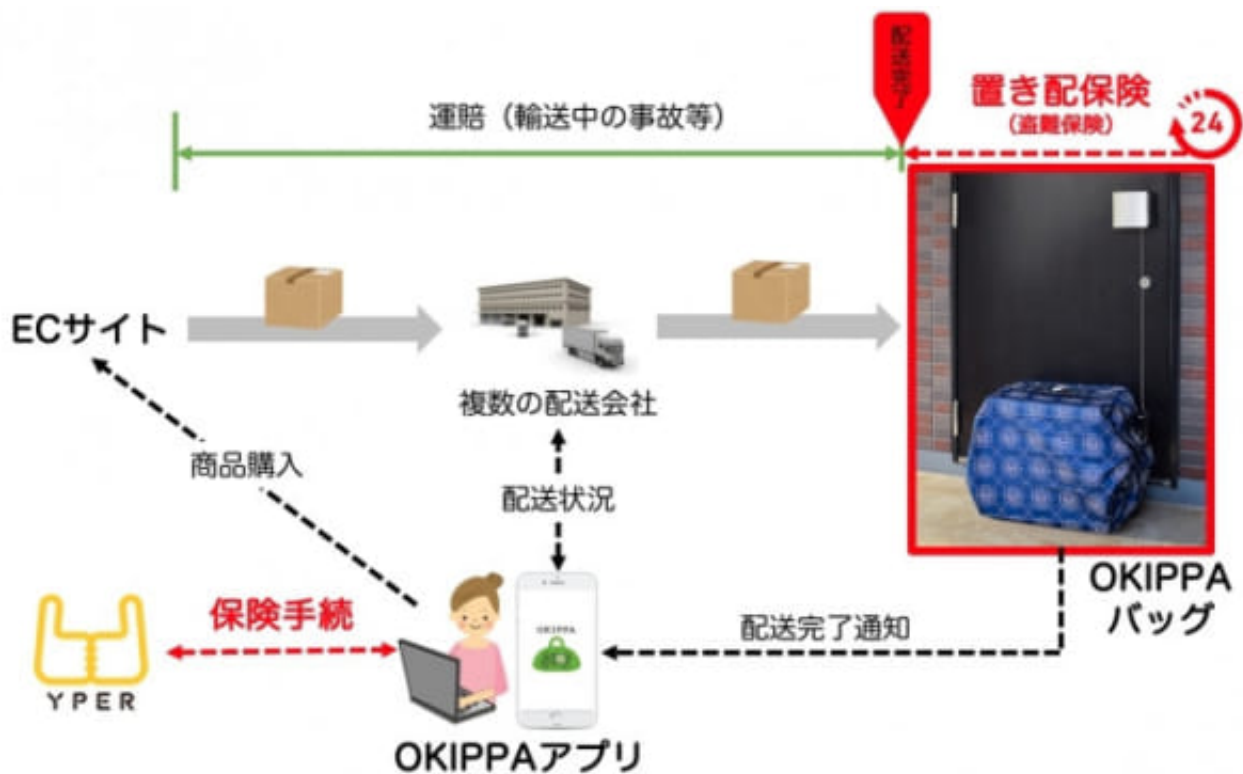 配送完了
運賠（輸送中の事故等）
置き配保険
（盗難保険）
24
ECサイト
複数の配送会社
商品購入
配送状況
OKIPPA
バッグ
保険手続
配送完了通知
OKIPPA
YPER
OKIPPAアプリ